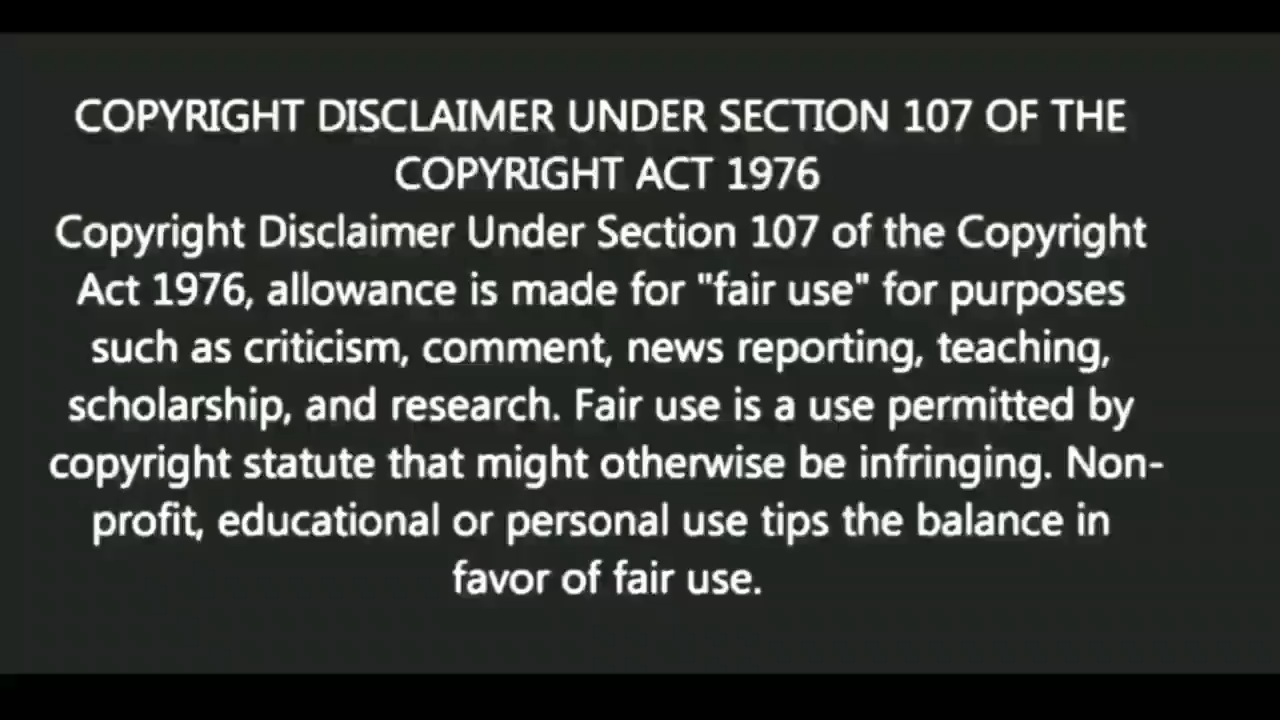 COPYRIGHT DISCLAIMER UNDER SECTION 107 OF THE
COPYRIGHT ACT 1976
Copyright Disclaimer Under Section 107 of the Copyright
Act 1976, allowance is made for "fair use" for purposes
such as criticism, comment, news reporting, teaching,
scholarship, and research. Fair use is a use permitted by
copyright statute that might otherwise be infringing. Non-
profit, educational or personal use tips the balance in
favor of fair use.